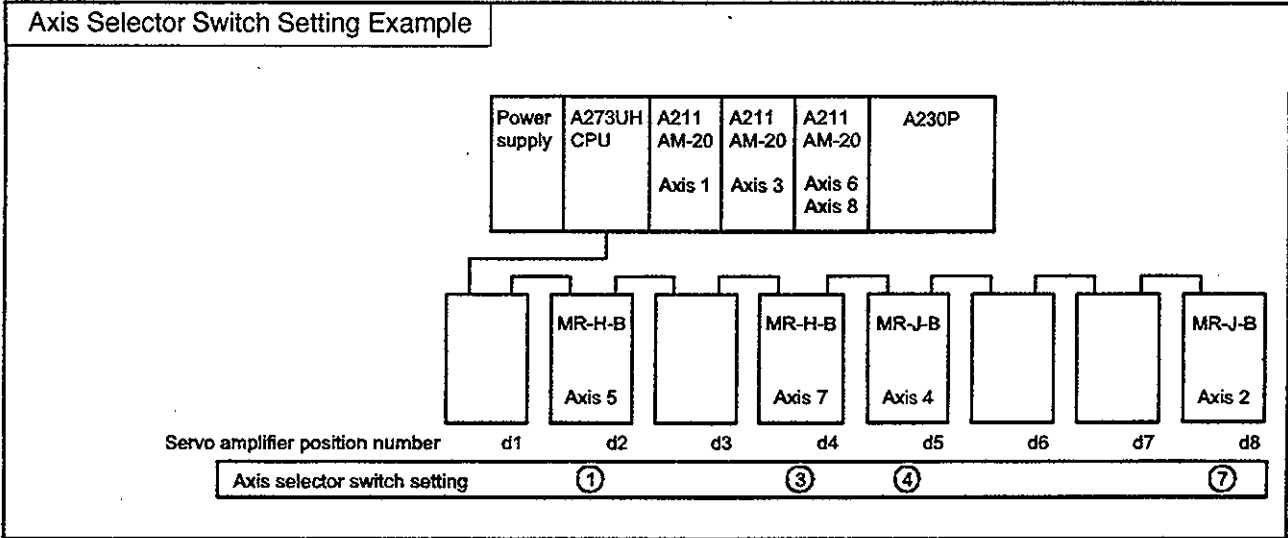 Axis Selector Switch Setting Example
Power supply
A273UH CPU
A211 AM-20 Axis 1
A211 AM-20 Axis 3
A211 AM-20 Axis 6 Axis 8
A230P
MR-H-B Axis 5
MR-H-B Axis 7
MR-J-B Axis 4
MR-J-B Axis 2
Servo amplifier position number d1 d2 d3 d4 d5 d6 d7 d8
Axis selector switch setting ① ③ ④ ⑦